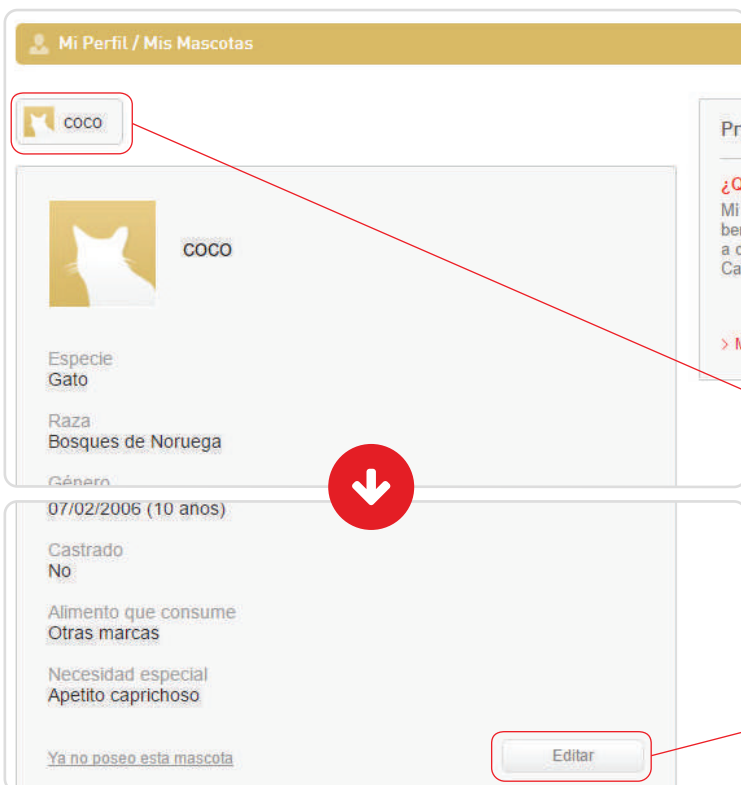 Mi Perfil / Mis Mascotas
coco
coco
Especie
Gato
Raza
Bosques de Noruega
Género
07/02/2006 (10 años)
Castrado
No
Alimento que consume
Otras marcas
Necesidad especial
Apetito caprichoso
Ya no poseo esta mascota
Editar
Mi
a